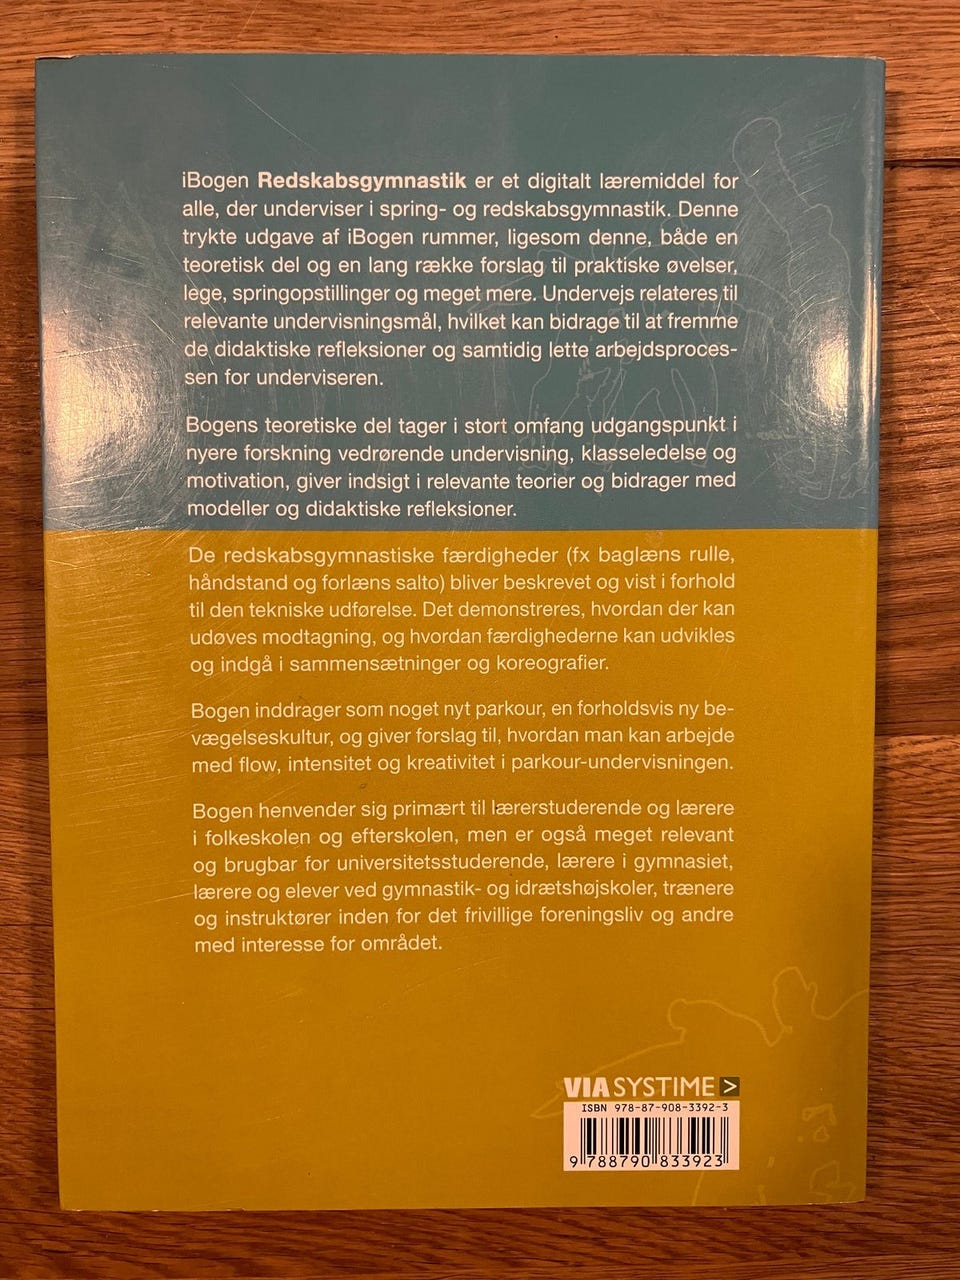 iBogen Redskabsgymnastik er et digitalt læremiddel for
alle, der underviser i spring- og redskabsgymnastik. Denne
trykte udgave af iBogen rummer, ligesom denne, både en
teoretisk del og en lang række forslag til praktiske øvelser,
lege, springopstillinger og meget mere. Undervejs relateres til
relevante undervisningsmål, hvilket kan bidrage til at fremme
de didaktiske refleksioner og samtidig lette arbejdsproces-
sen for underviseren.
Bogens teoretiske del tager i stort omfang udgangspunkt i
nyere forskning vedrørende undervisning, klasseledelse og
motivation, giver indsigt i relevante teorier og bidrager med
modeller og didaktiske refleksioner.
De redskabsgymnastiske færdigheder (fx baglæns rulle,
håndstand og forlæns salto) bliver beskrevet og vist i forhold
til den tekniske udførelse. Det demonstreres, hvordan der kan
udøves modtagning, og hvordan færdighederne kan udvikles
og indgå i sammensætninger og koreografier.
Bogen inddrager som noget nyt parkour, en forholdsvis ny be-
vægelseskultur, og giver forslag til, hvordan man kan arbejde
med flow, intensitet og kreativitet i parkour-undervisningen.
Bogen henvender sig primært til lærerstuderende og lærere
i folkeskolen og efterskolen, men er også meget relevant
og brugbar for universitetsstuderende, lærere i gymnasiet,
lærere og elever ved gymnastik- og idrætshøjskoler, trænere
og instruktører inden for det frivillige foreningsliv og andre
med interesse for området.
VIA SYSTIME >
ISBN 978-87-908-3392-3
9 788790 833923